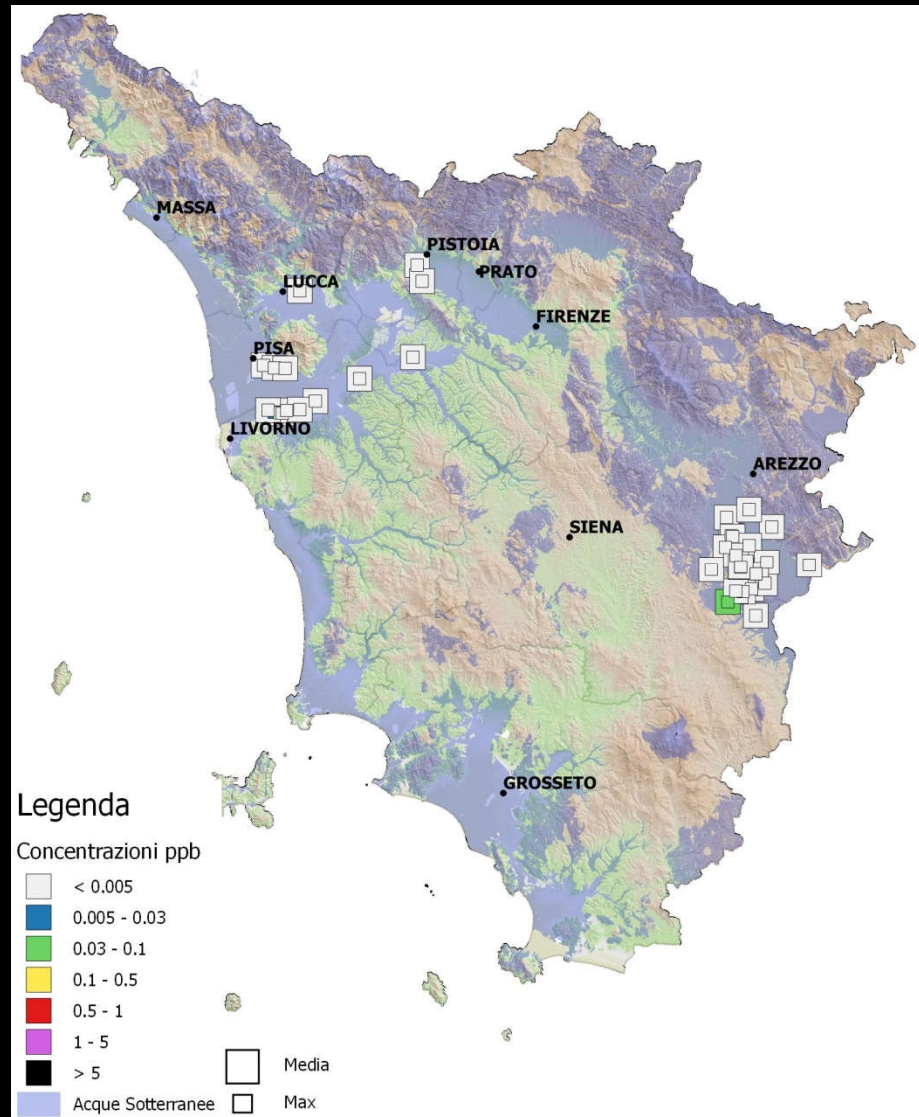 MASSA
PISTOIA
PRATO
LUCCA
FIRENZE
PISA
LIVORNO
AREZZO
SIENA
GROSSETO
Legenda
Concentrazioni ppb
< 0.005
0.005 - 0.03
0.03 - 0.1
0.1 - 0.5
0.5 - 1
1 - 5
> 5
Media
Acque Sotterranee
Max